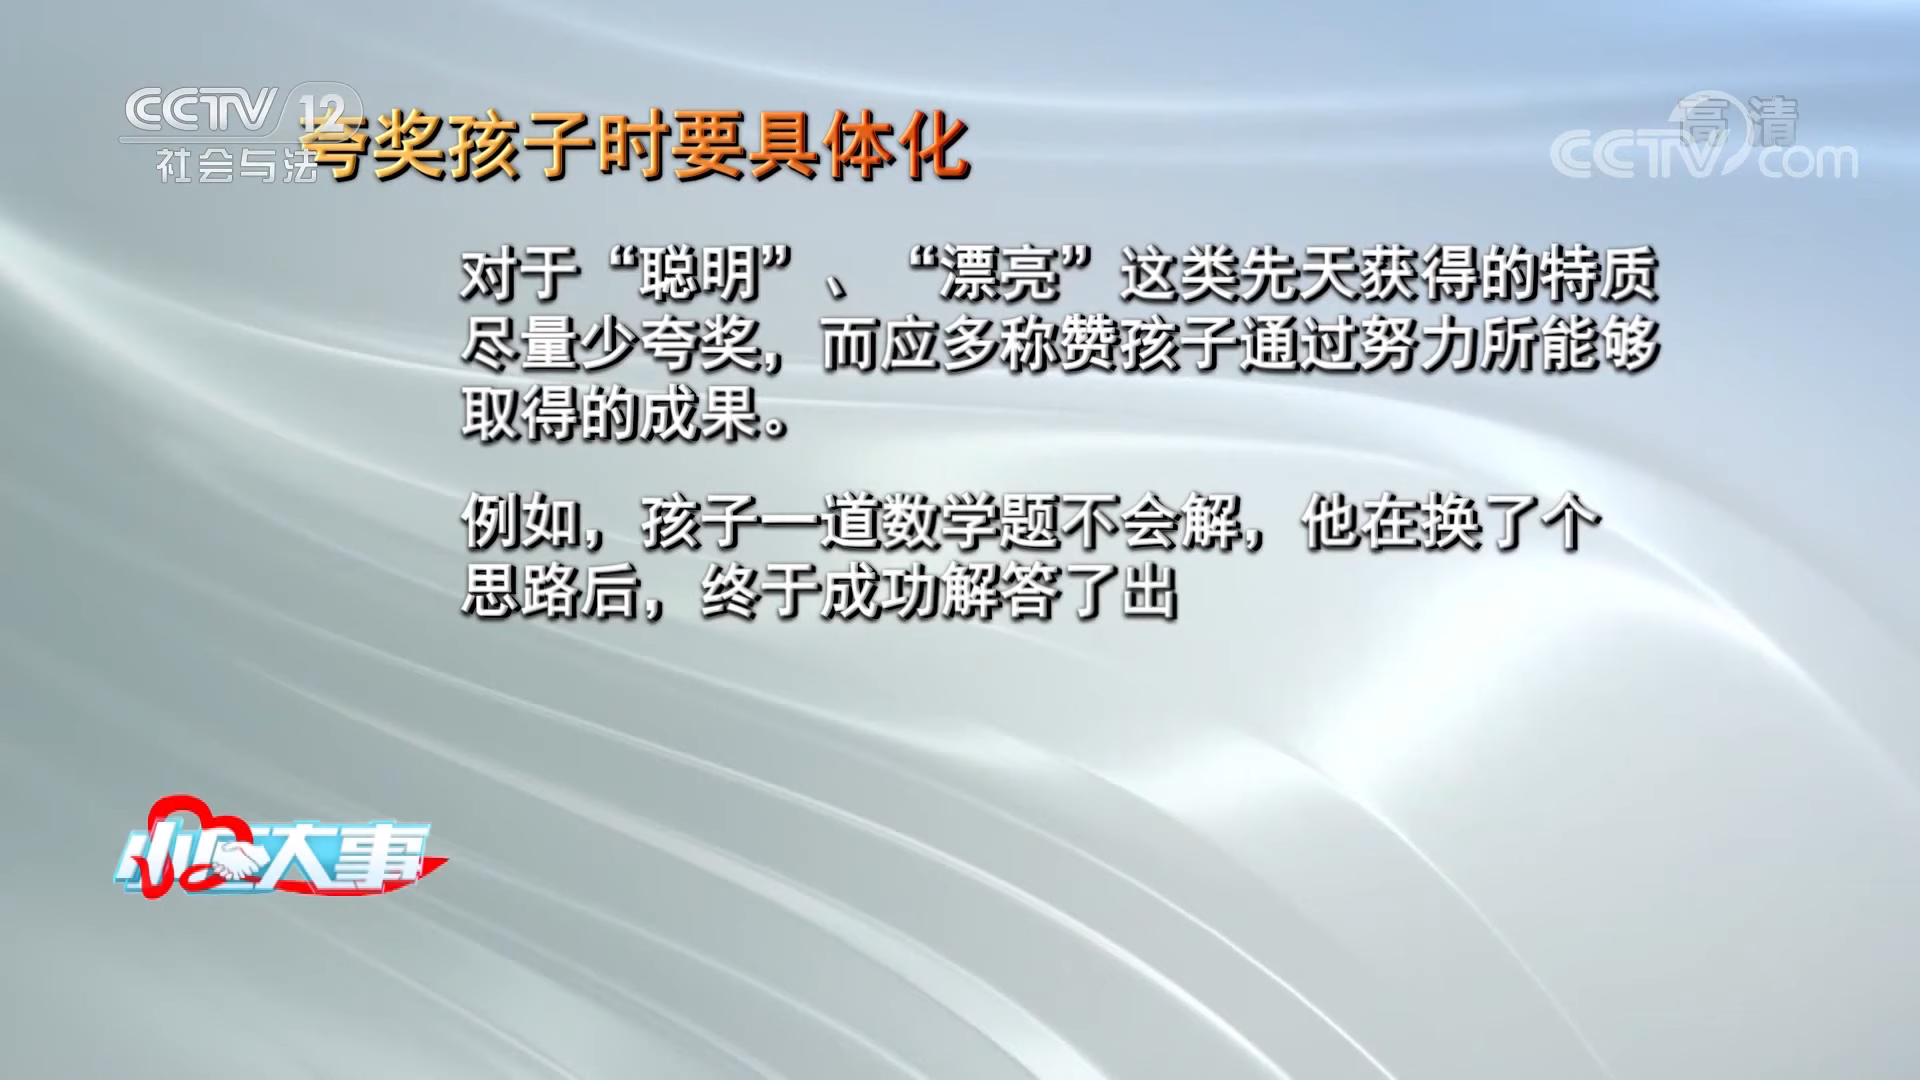 CCTV 12
社会与法
夸奖孩子时要具体化
高清
CCTV.com
对于“聪明”、“漂亮”这类先天获得的特质
尽量少夸奖，而应多称赞孩子通过努力所能够
取得的成果。
例如，孩子一道数学题不会解，他在换了个
思路后，终于成功解答了出
小区大事